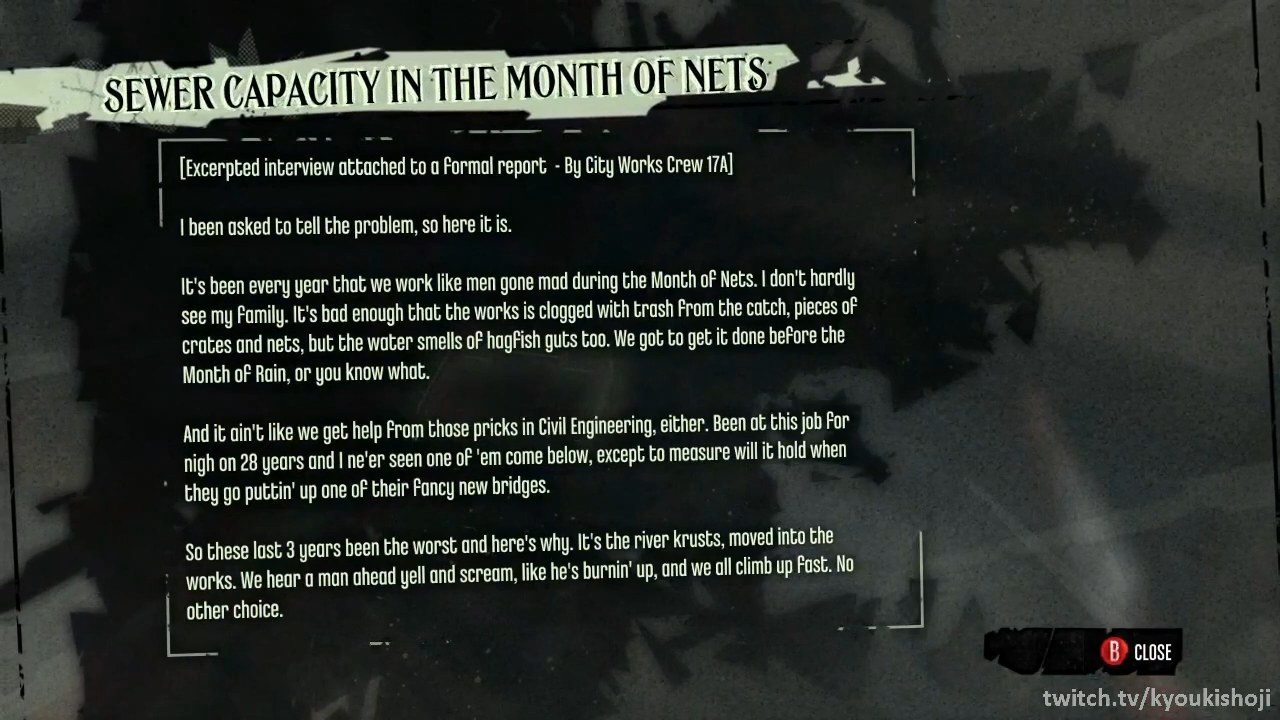 SEWER CAPACITY IN THE MONTH OF NETS
[Excerpted interview attached to a formal report - By City Works Crew 17A]
I been asked to tell the problem, so here it is.
It's been every year that we work like men gone mad during the Month of Nets. I don't hardly
see my family. It's bad enough that the works is clogged with trash from the catch, pieces of
crates and nets, but the water smells of hagfish guts too. We got to get it done before the
Month of Rain, or you know what.
And it ain't like we get help from those pricks in Civil Engineering, either. Been at this job for
nigh on 28 years and I ne'er seen one of 'em come below, except to measure will it hold when
they go puttin' up one of their fancy new bridges.
So these last 3 years been the worst and here's why. It's the river krusts, moved into the
works. We hear a man ahead yell and scream, like he's burnin' up, and we all climb up fast. No
other choice.
B CLOSE
twitch.tv/kyoukishoji